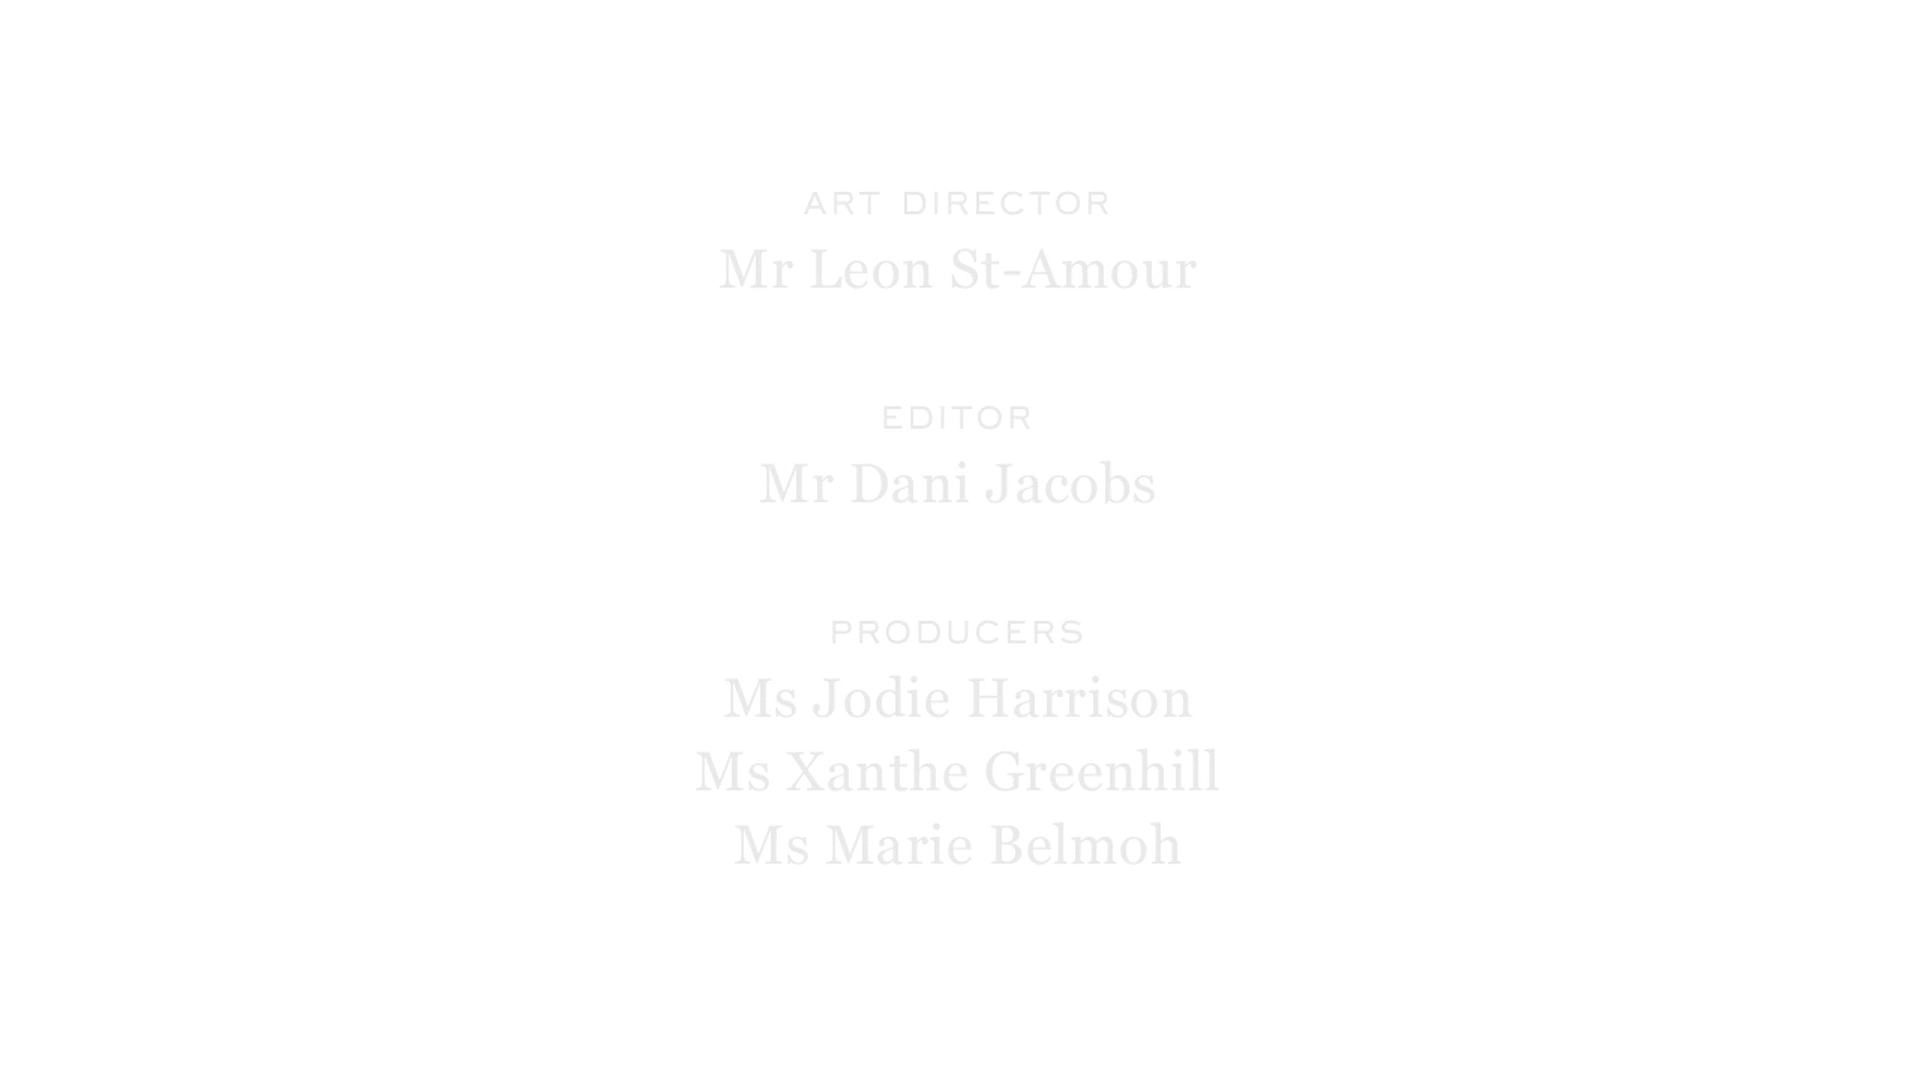 ART DIRECTOR
Mr Leon St-Amour
EDITOR
Mr Dani Jacobs
PRODUCERS
Ms Jodie Harrison
Ms Xanthe Greenhill
Ms Marie Belmoh